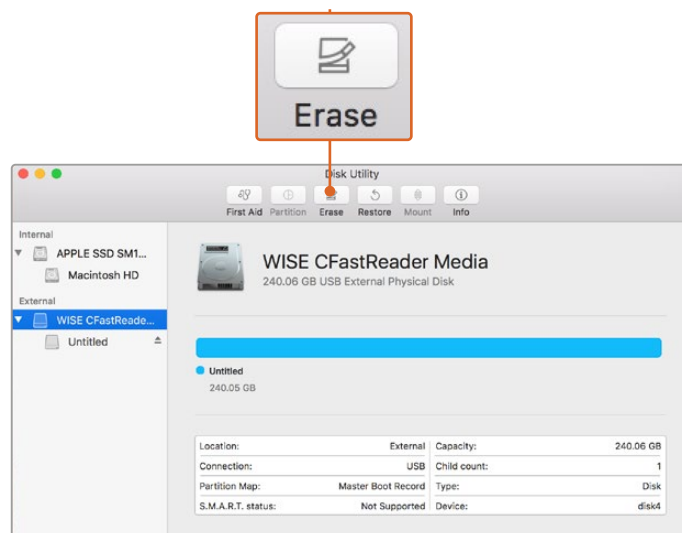 Erase
Disk Utility
First Aid Partition Erase Restore Mount Info
Internal
APPLE SSD SM1...
Macintosh HD
External
WISE CFastReade...
Untitled
WISE CFastReader Media
240.06 GB USB External Physical Disk
Untitled
240.05 GB
Location: External Capacity: 240.06 GB
Connection: USB Child count: 1
Partition Map: Master Boot Record Type: Disk
S.M.A.R.T. status: Not Supported Device: disk4